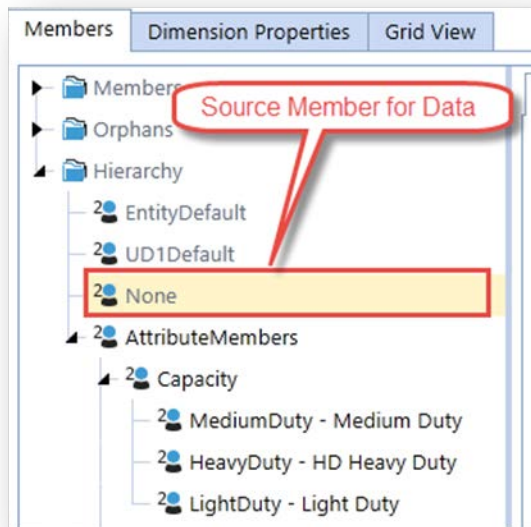 Members
Dimension Properties
Grid View
Members
Source Member for Data
Orphans
Hierarchy
EntityDefault
UD1Default
None
AttributeMembers
Capacity
MediumDuty - Medium Duty
HeavyDuty - HD Heavy Duty
LightDuty - Light Duty